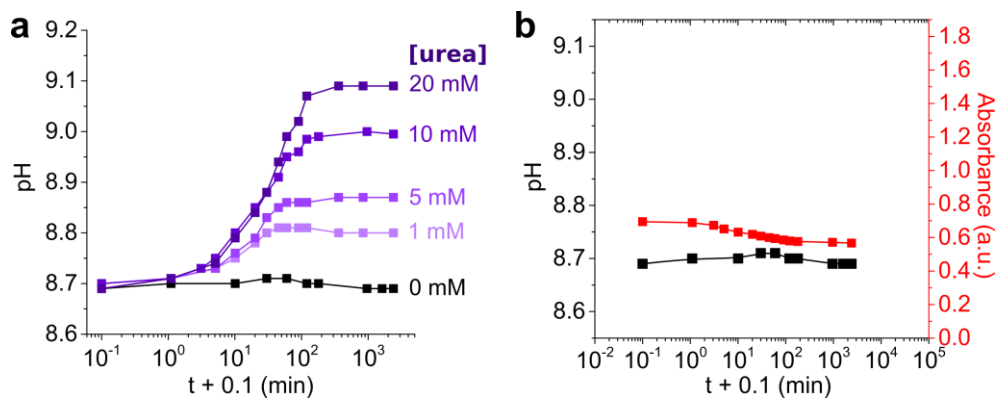 a
9.2
9.1
9.0
8.9
8.8
8.7
8.6
pH
[urea]
20 mM
10 mM
5 mM
1 mM
0 mM
10⁻¹ 10⁰ 10¹ 10² 10³
t + 0.1 (min)
b
9.1
9.0
8.9
8.8
8.7
8.6
pH
1.8
1.6
1.4
1.2
1.0
0.8
0.6
0.4
0.2
0.0
Absorbance (a.u.)
10⁻² 10⁻¹ 10⁰ 10¹ 10² 10³ 10⁴ 10⁵
t + 0.1 (min)